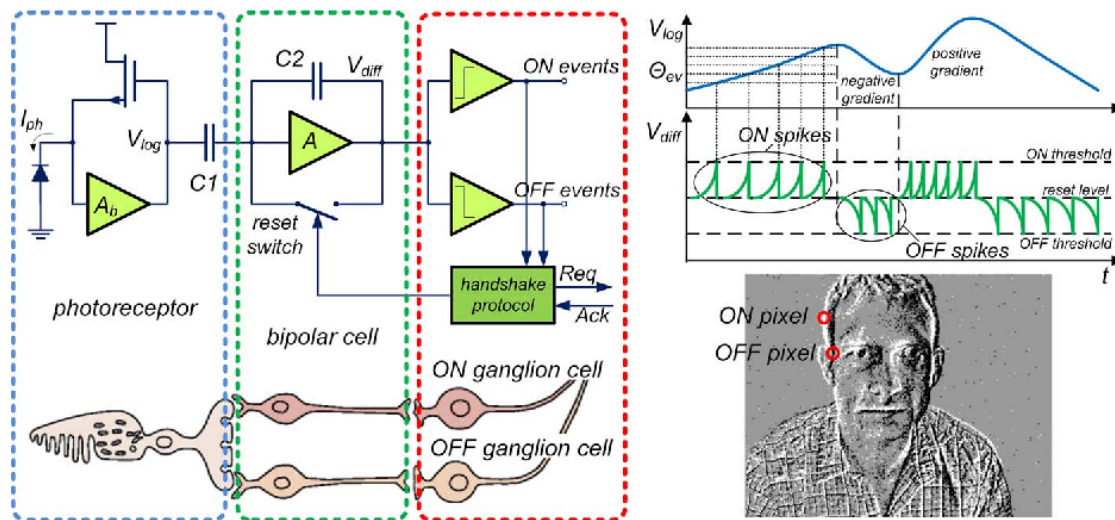 C2
V_diff
ON events
I_ph
V_log
C1
A
A_b
OFF events
reset
switch
handshake
protocol
Req
Ack
photoreceptor
bipolar cell
ON ganglion cell
OFF ganglion cell
V_log
Θ_ev
negative
gradient
positive
gradient
V_diff
ON spikes
ON threshold
reset level
OFF threshold
OFF spikes
t
ON pixel
OFF pixel